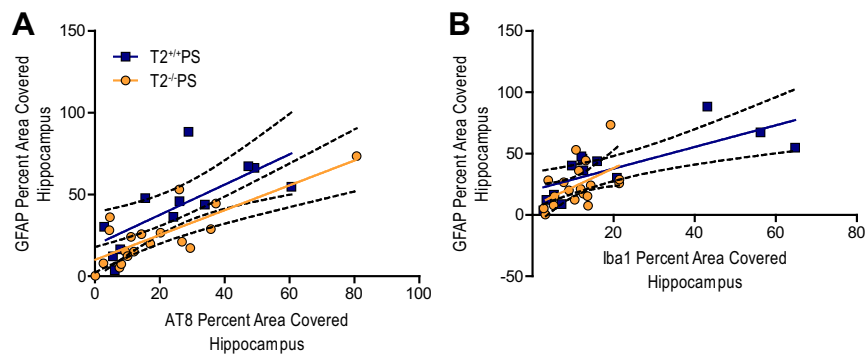 A
GFAP Percent Area Covered
Hippocampus
150
100
50
0
0
20
40
60
80
100
AT8 Percent Area Covered
Hippocampus
T2+/+PS
T2-/-PS
B
GFAP Percent Area Covered
Hippocampus
150
100
50
0
-50
20
40
60
80
Iba1 Percent Area Covered
Hippocampus